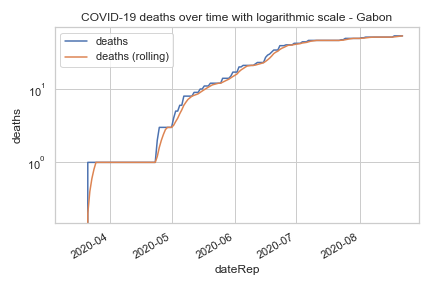 COVID-19 deaths over time with logarithmic scale - Gabon
deaths
deaths (rolling)
10¹
10⁰
deaths
2020-04
2020-05
2020-06
2020-07
2020-08
dateRep